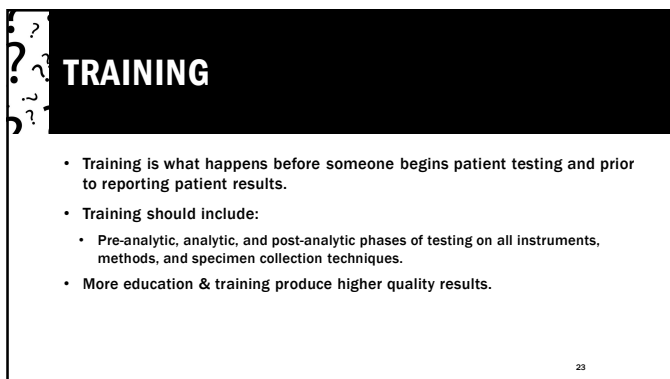 TRAINING
• Training is what happens before someone begins patient testing and prior
to reporting patient results.
• Training should include:
• Pre-analytic, analytic, and post-analytic phases of testing on all instruments,
methods, and specimen collection techniques.
• More education & training produce higher quality results.
23